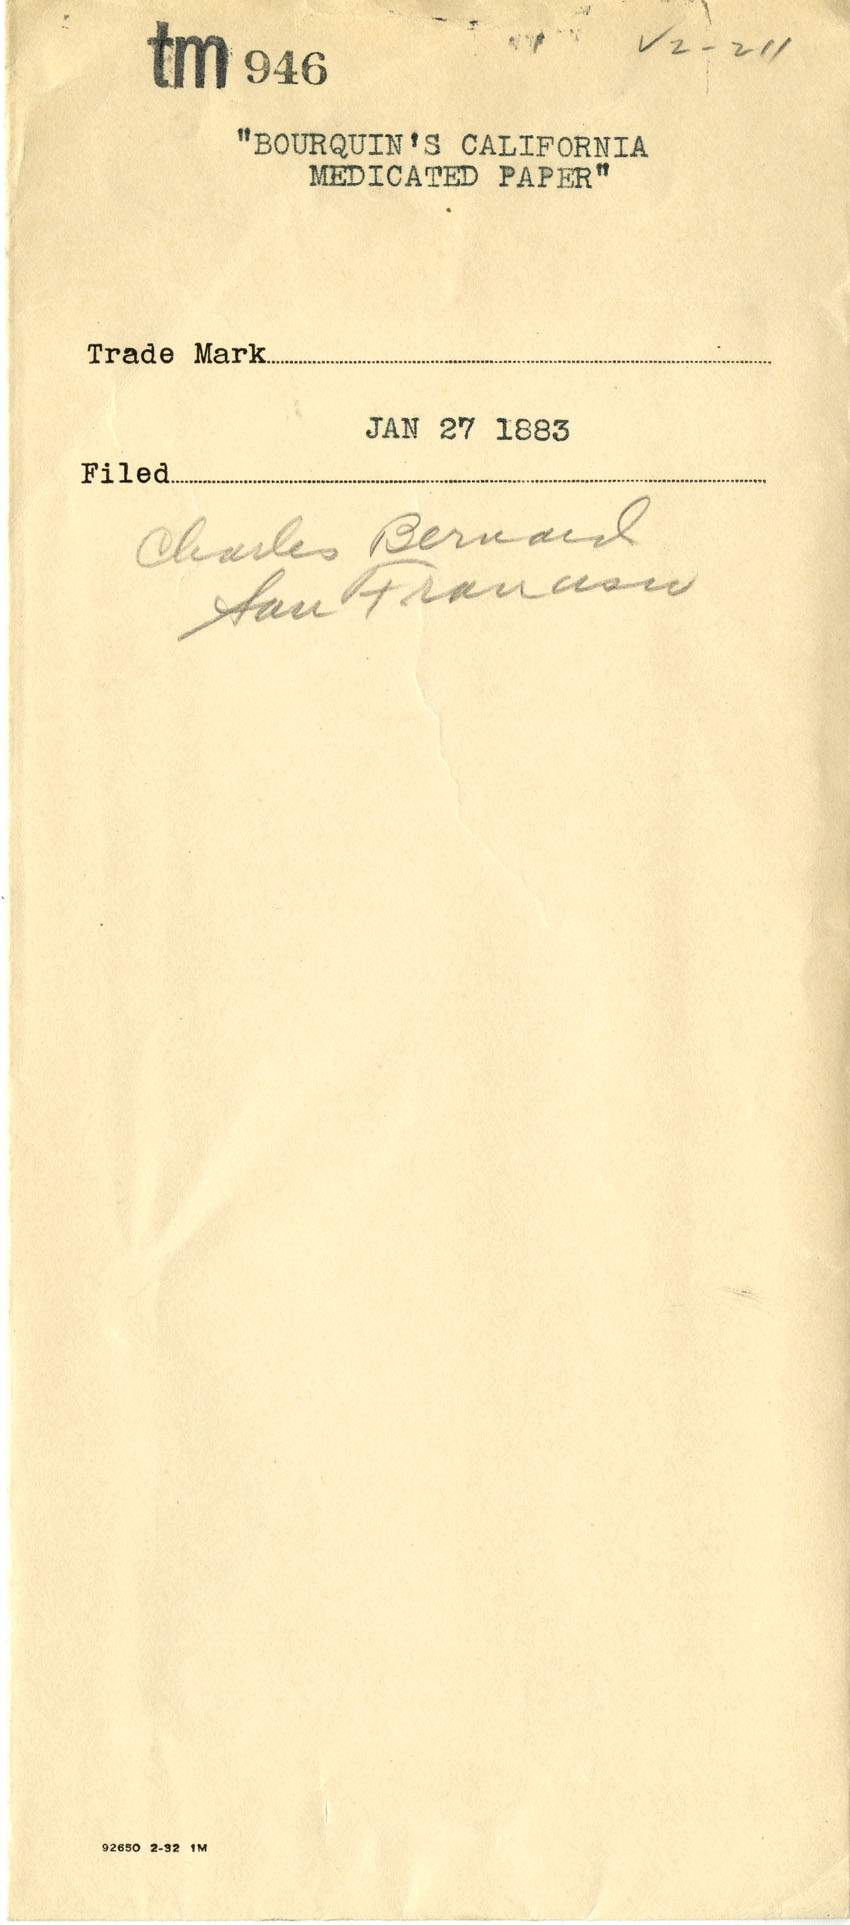 tm 946
V2-211
"BOURQUIN'S CALIFORNIA
MEDICATED PAPER"
Trade Mark
JAN 27 1883
Filed
Charles Bernard
San Francisco
92650 2-32 1M